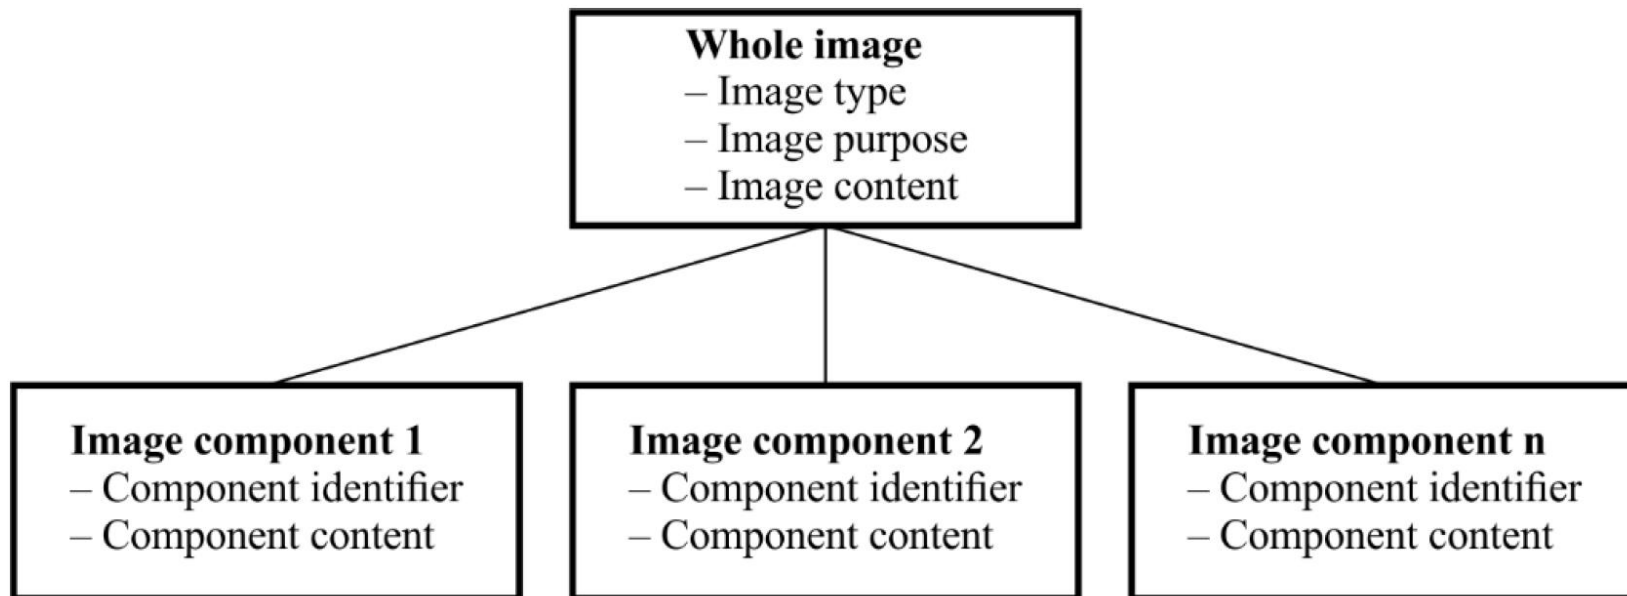 Whole image
– Image type
– Image purpose
– Image content
Image component 1
– Component identifier
– Component content
Image component 2
– Component identifier
– Component content
Image component n
– Component identifier
– Component content